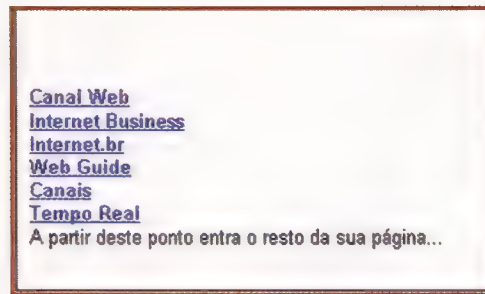 Canal Web
Internet Business
Internet.br
Web Guide
Canais
Tempo Real
A partir deste ponto entra o resto da sua página...